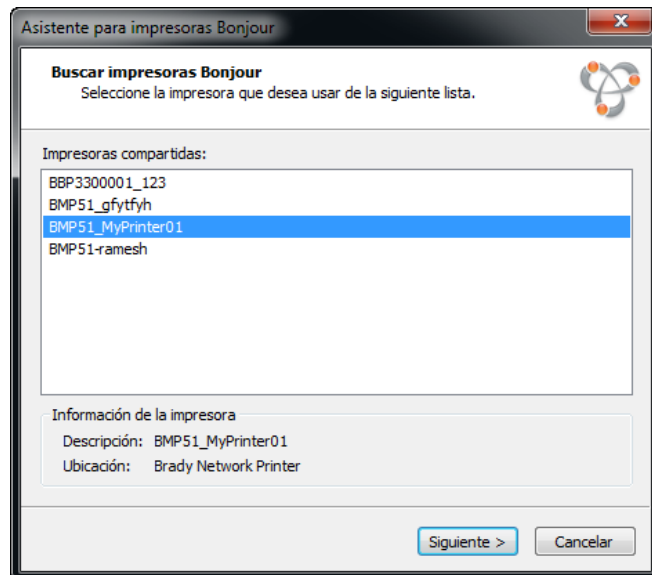 Asistente para impresoras Bonjour
Buscar impresoras Bonjour
Seleccione la impresora que desea usar de la siguiente lista.
Impresoras compartidas:
BBP3300001_123
BMP51_gfytfyh
BMP51_MyPrinter01
BMP51-ramesh
Información de la impresora
Descripción: BMP51_MyPrinter01
Ubicación: Brady Network Printer
Siguiente > Cancelar